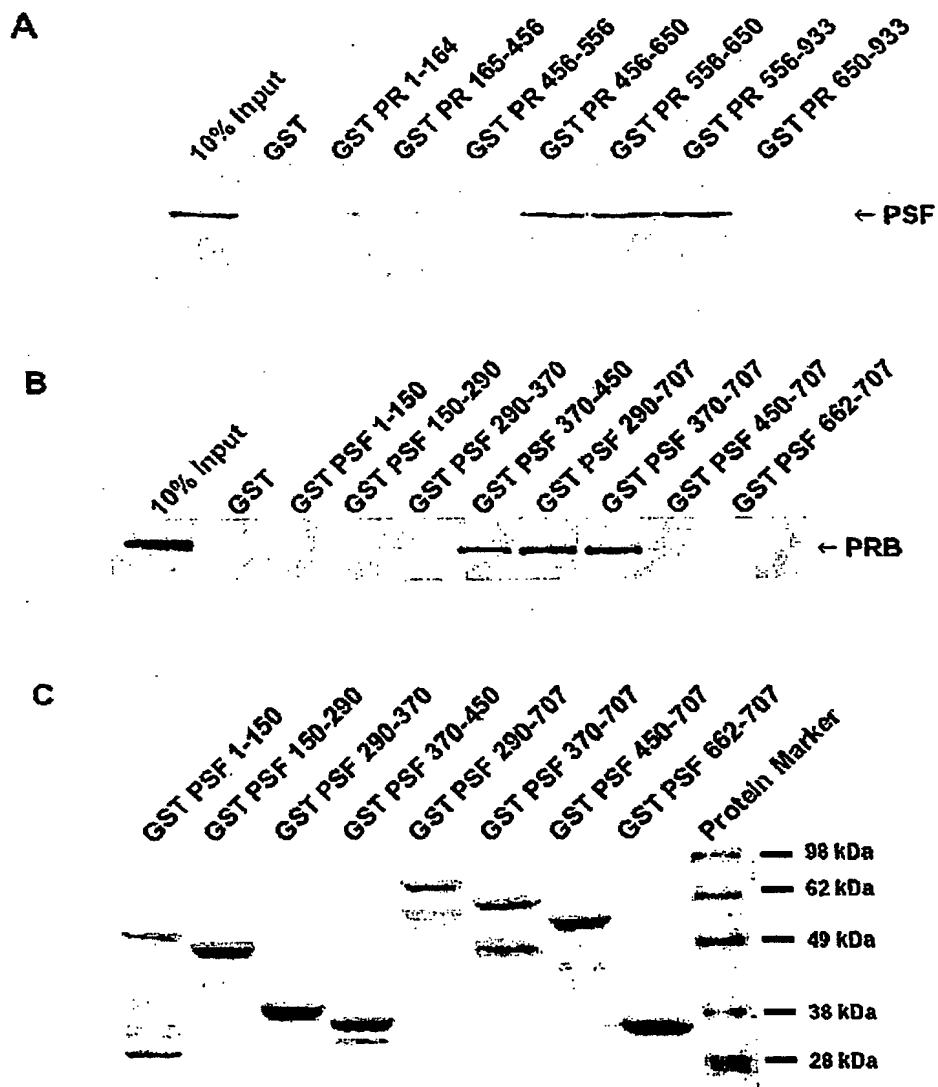 A
10% Input
GST
GST PR 1-164
GST PR 165-456
GST PR 456-556
GST PR 456-650
GST PR 556-650
GST PR 556-933
GST PR 650-933
← PSF
B
10% Input
GST
GST PSF 1-150
GST PSF 150-290
GST PSF 290-370
GST PSF 370-450
GST PSF 290-707
GST PSF 370-707
GST PSF 450-707
GST PSF 662-707
← PRB
C
GST PSF 1-150
GST PSF 150-290
GST PSF 290-370
GST PSF 370-450
GST PSF 290-707
GST PSF 370-707
GST PSF 450-707
GST PSF 662-707
Protein Marker
98 kDa
62 kDa
49 kDa
38 kDa
28 kDa